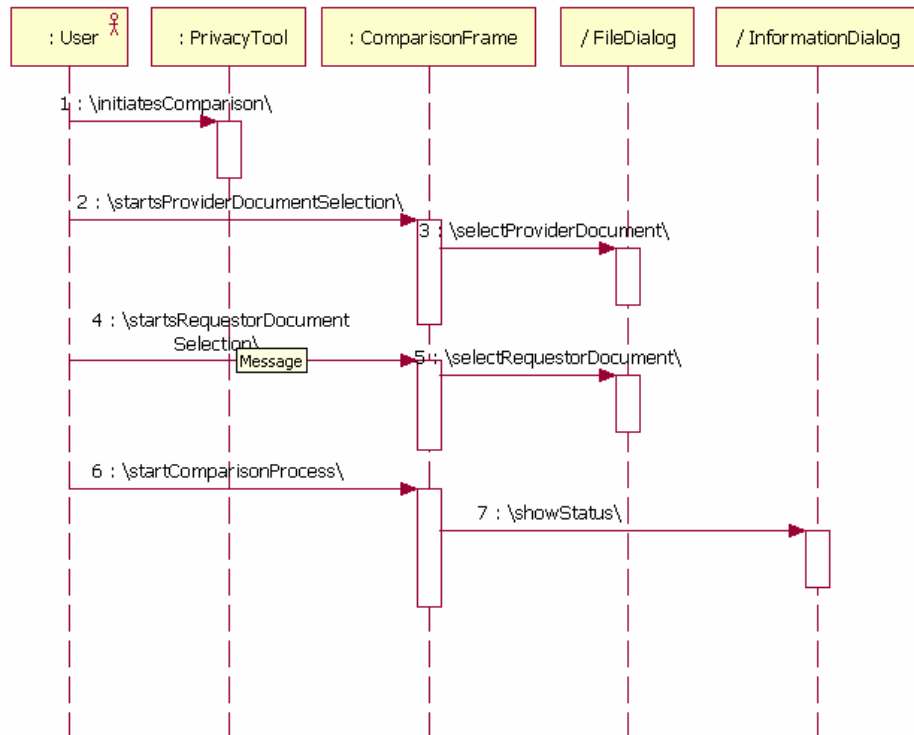 : User
: PrivacyTool
: ComparisonFrame
/ FileDialog
/ InformationDialog
1 : \initiatesComparison\
2 : \startsProviderDocumentSelection\
3 : \selectProviderDocument\
4 : \startsRequestorDocument
Selection\
Message
5 : \selectRequestorDocument\
6 : \startComparisonProcess\
7 : \showStatus\